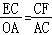 EC/OA = CF/AC